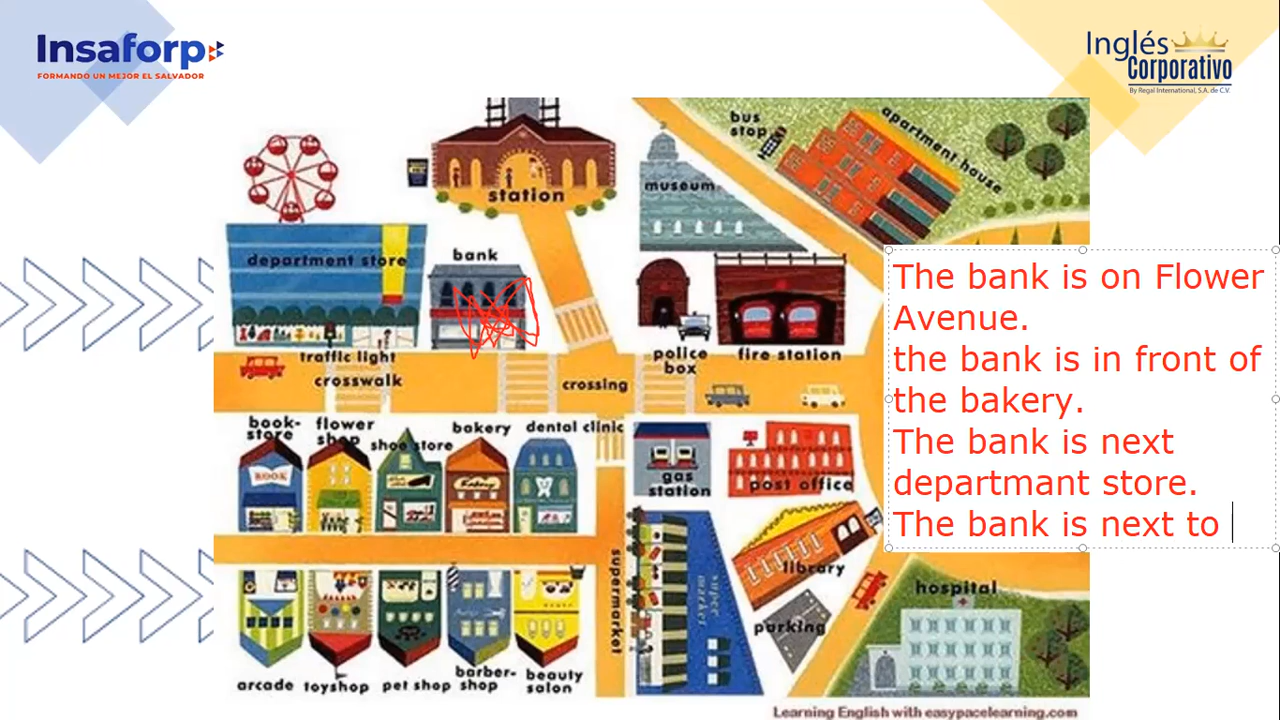 Insaforp
FORMANDO UN MEJOR EL SALVADOR
Inglés
Corporativo
By Regal International, S.A. de C.V.
station
bus
stop
apartment house
museum
department store
bank
traffic light
crosswalk
crossing
police
box
fire station
book-
store
flower
shop
shoe store
bakery
dental clinic
BOOK
Bakery
gas
station
post office
supermarket
super
market
library
parking
hospital
arcade
toyshop
pet shop
barber-
shop
beauty
salon
The bank is on Flower
Avenue.
the bank is in front of
the bakery.
The bank is next
departmant store.
The bank is next to
Learning English with easypacelearning.com